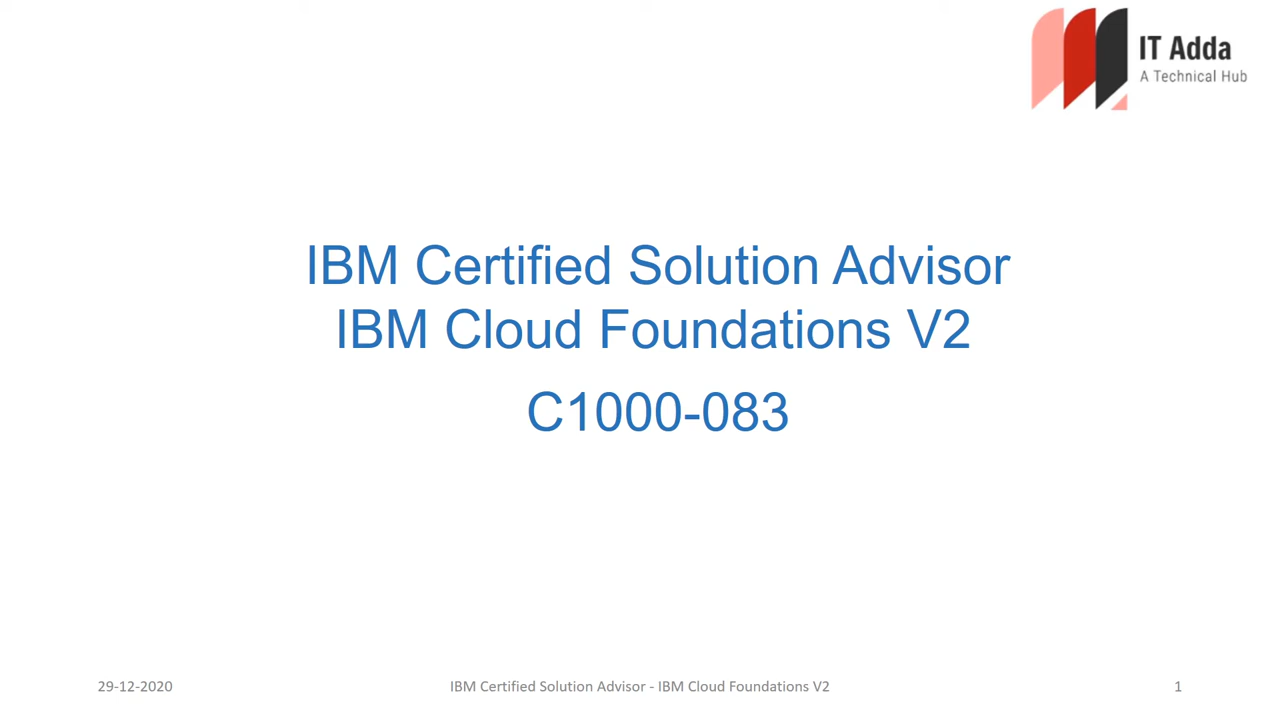 IT Adda
A Technical Hub
IBM Certified Solution Advisor
IBM Cloud Foundations V2
C1000-083
29-12-2020
IBM Certified Solution Advisor - IBM Cloud Foundations V2
1